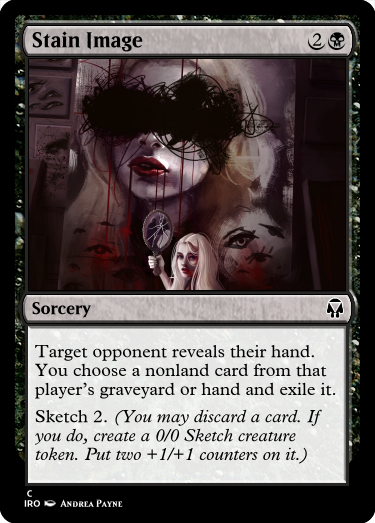 Stain Image 2
Sorcery
Target opponent reveals their hand.
You choose a nonland card from that
player's graveyard or hand and exile it.
Sketch 2. (You may discard a card. If
you do, create a 0/0 Sketch creature
token. Put two +1/+1 counters on it.)
C
IRO Andrea Payne